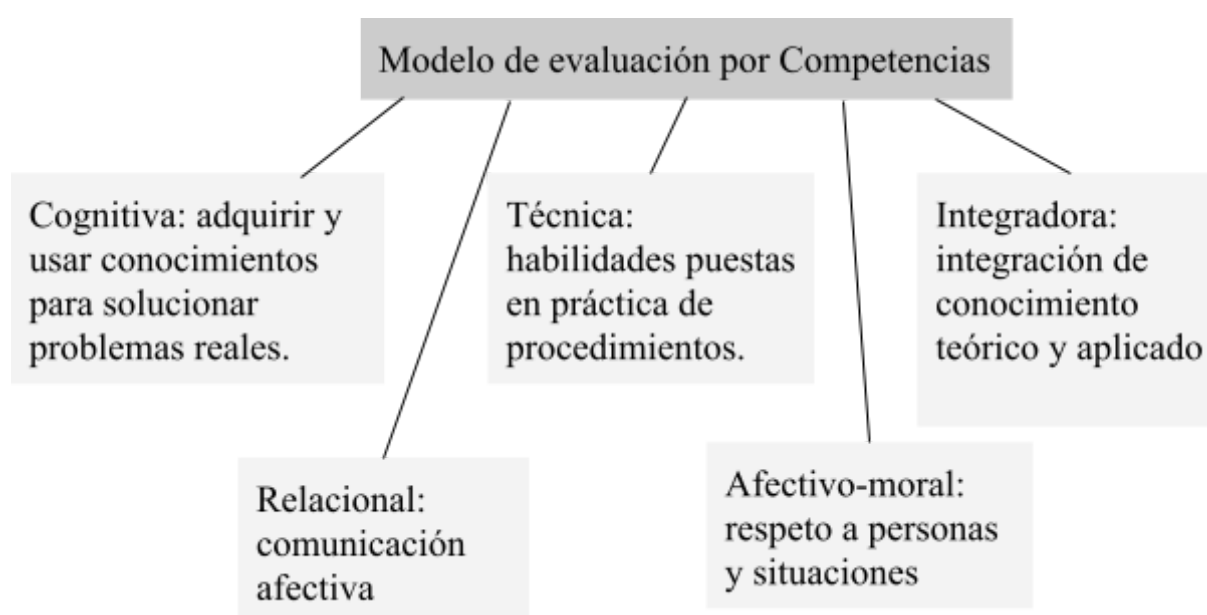 Modelo de evaluación por Competencias
Cognitiva: adquirir y
usar conocimientos
para solucionar
problemas reales.
Técnica:
habilidades puestas
en práctica de
procedimientos.
Integradora:
integración de
conocimiento
teórico y aplicado
Relacional:
comunicación
afectiva
Afectivo-moral:
respeto a personas
y situaciones